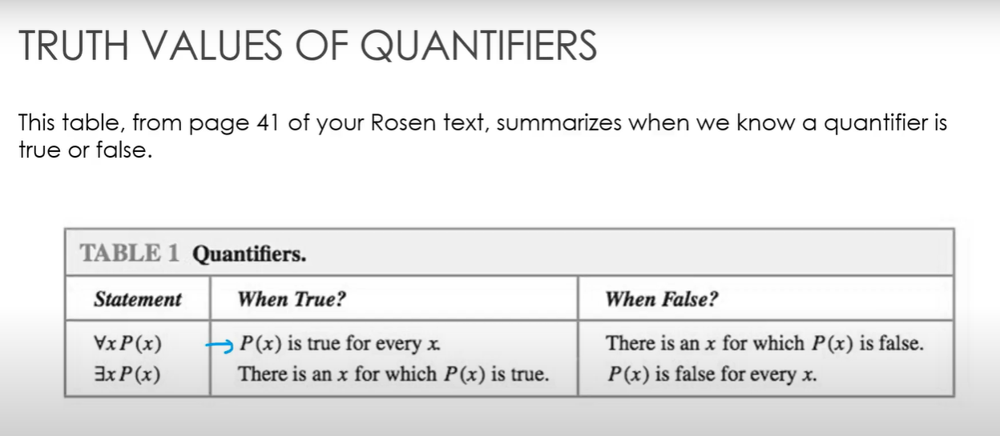 TRUTH VALUES OF QUANTIFIERS
This table, from page 41 of your Rosen text, summarizes when we know a quantifier is
true or false.
TABLE 1 Quantifiers.
Statement When True? When False?
∀x P(x) → P(x) is true for every x. There is an x for which P(x) is false.
∃x P(x) There is an x for which P(x) is true. P(x) is false for every x.